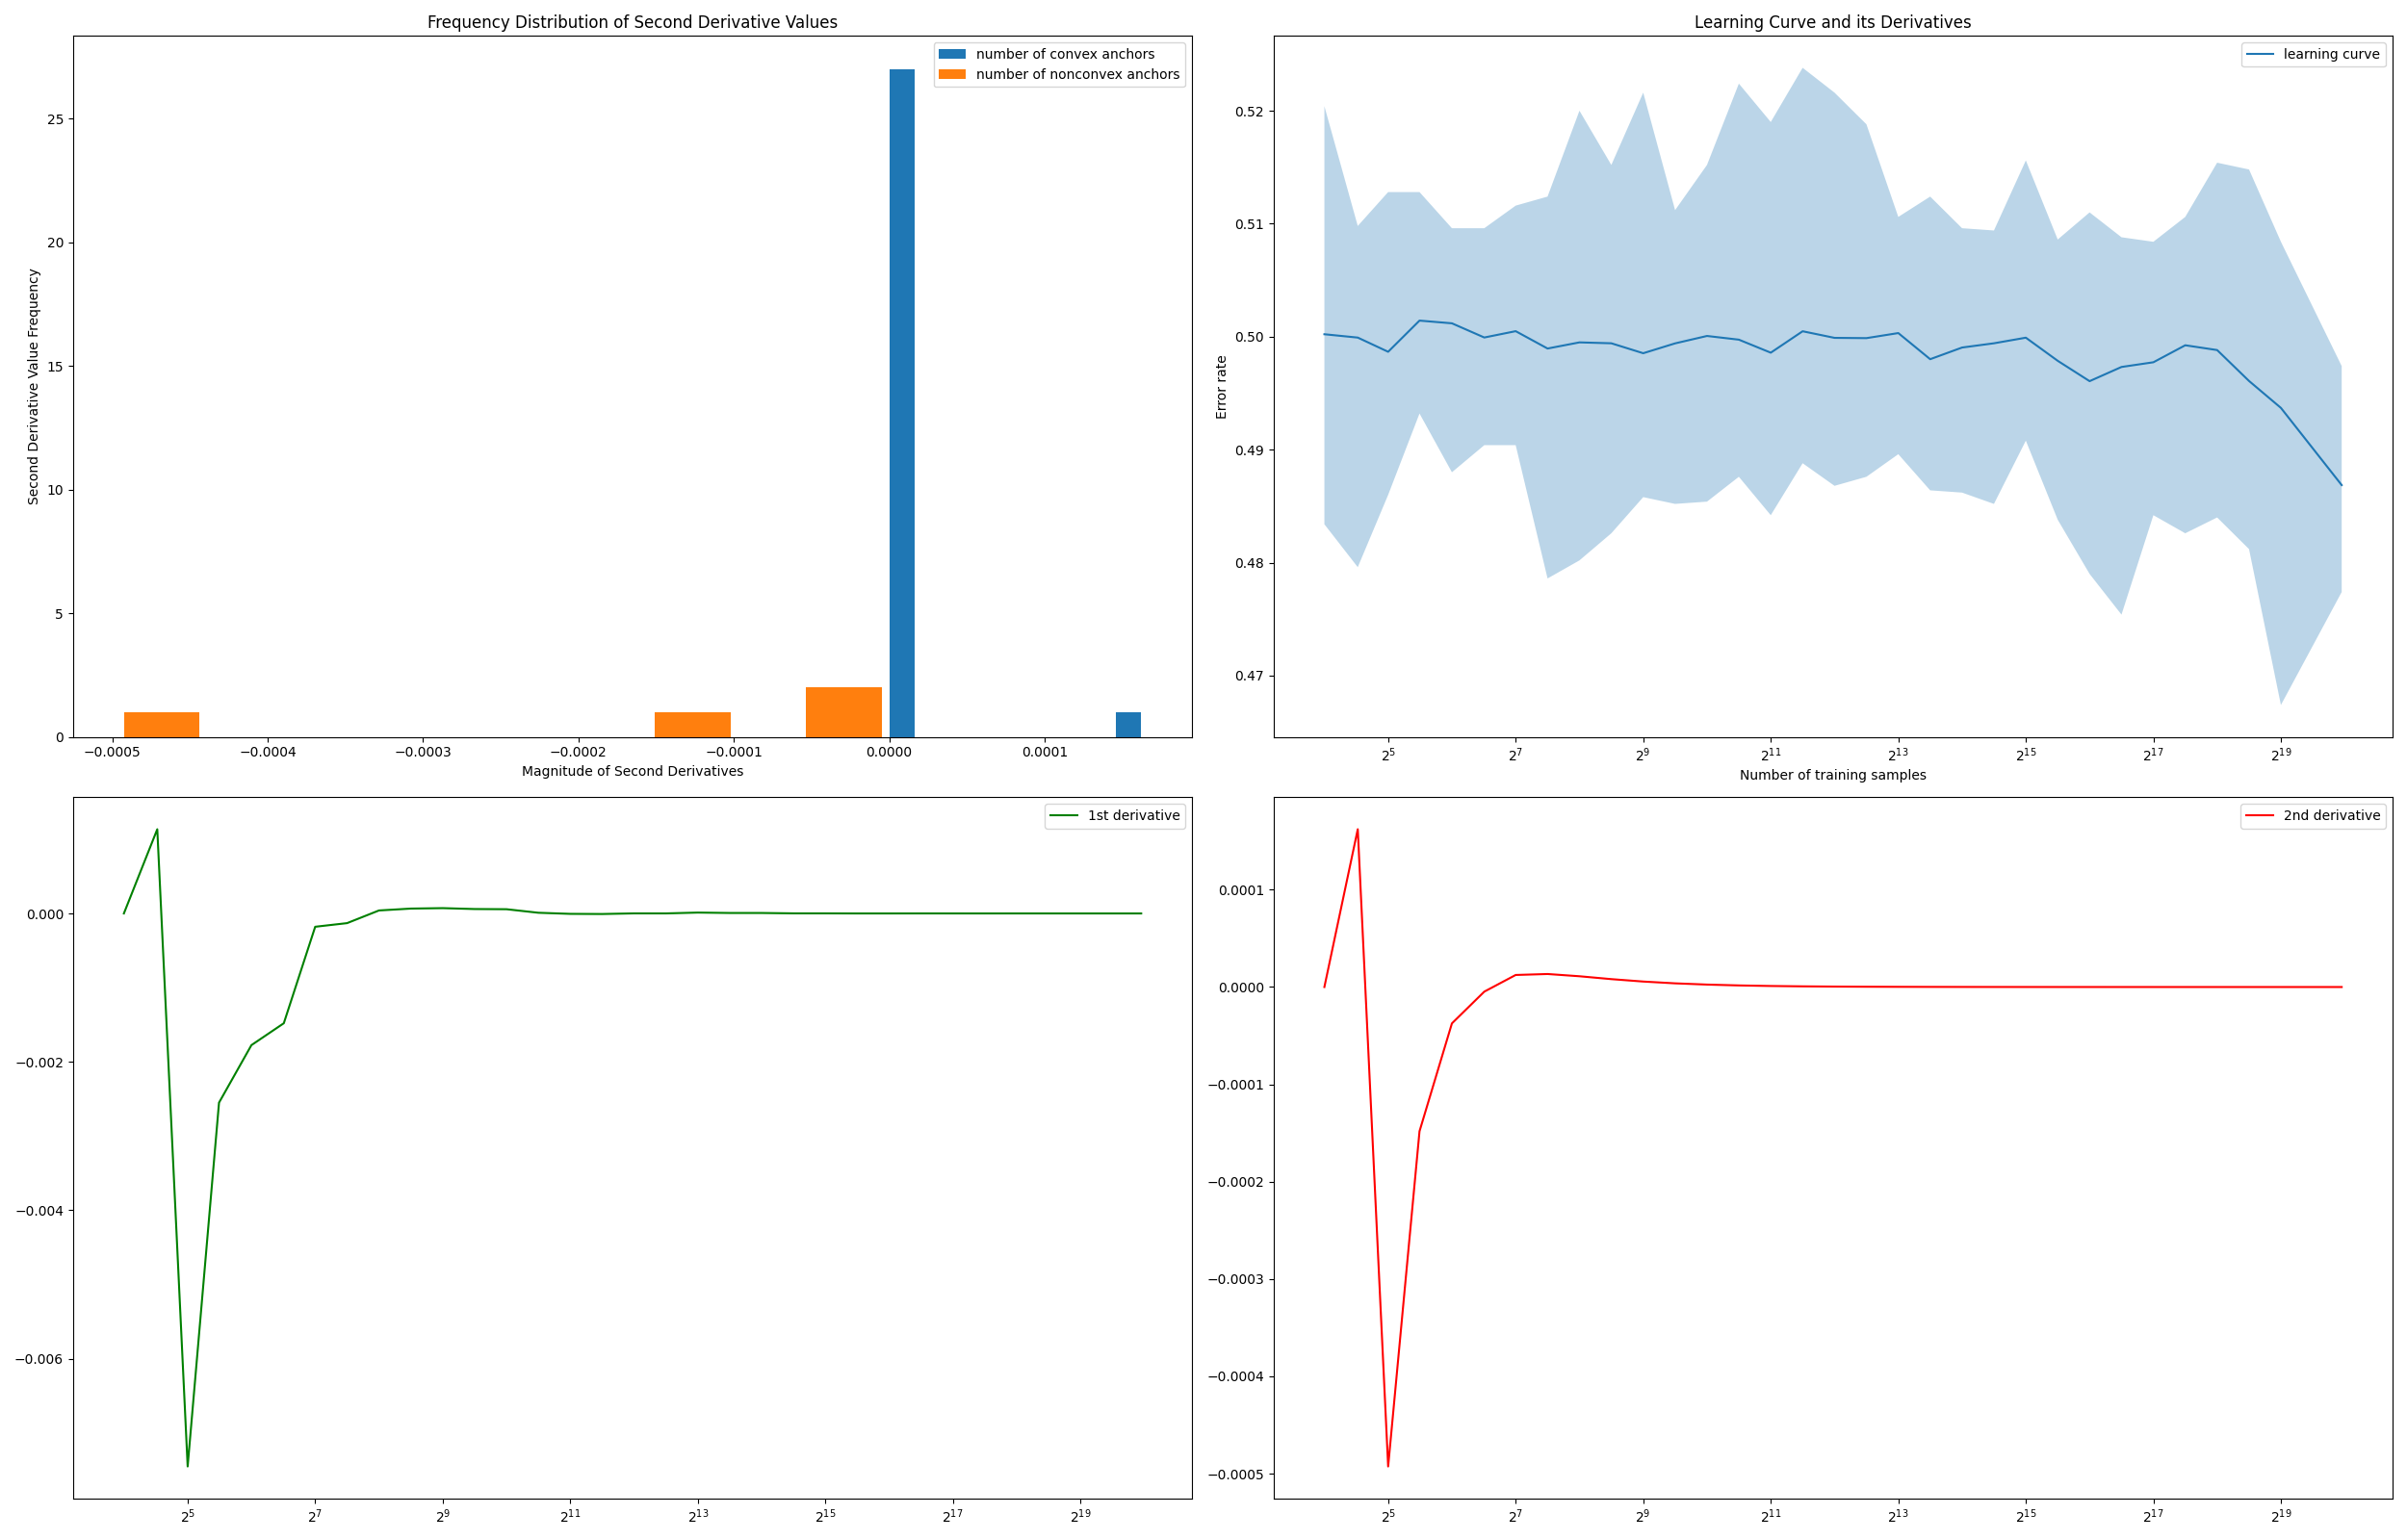 Frequency Distribution of Second Derivative Values
number of convex anchors
number of nonconvex anchors
Second Derivative Value Frequency
25
20
15
10
5
0
−0.0005 −0.0004 −0.0003 −0.0002 −0.0001 0.0000 0.0001
Magnitude of Second Derivatives
Learning Curve and its Derivatives
learning curve
Error rate
0.52
0.51
0.50
0.49
0.48
0.47
2^5 2^7 2^9 2^11 2^13 2^15 2^17 2^19
Number of training samples
1st derivative
0.000
−0.002
−0.004
−0.006
2^5 2^7 2^9 2^11 2^13 2^15 2^17 2^19
2nd derivative
0.0001
0.0000
−0.0001
−0.0002
−0.0003
−0.0004
−0.0005
2^5 2^7 2^9 2^11 2^13 2^15 2^17 2^19